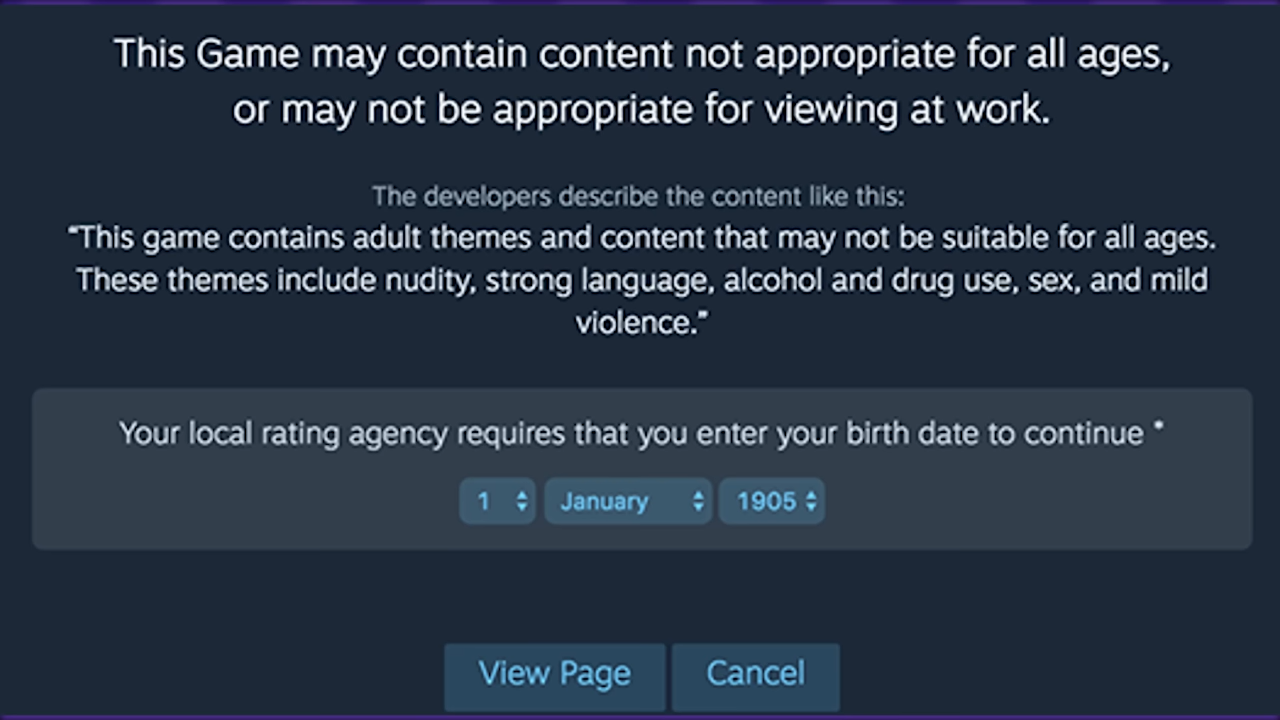 This Game may contain content not appropriate for all ages,
or may not be appropriate for viewing at work.
The developers describe the content like this:
“This game contains adult themes and content that may not be suitable for all ages.
These themes include nudity, strong language, alcohol and drug use, sex, and mild
violence.”
Your local rating agency requires that you enter your birth date to continue *
1 January 1905
View Page Cancel